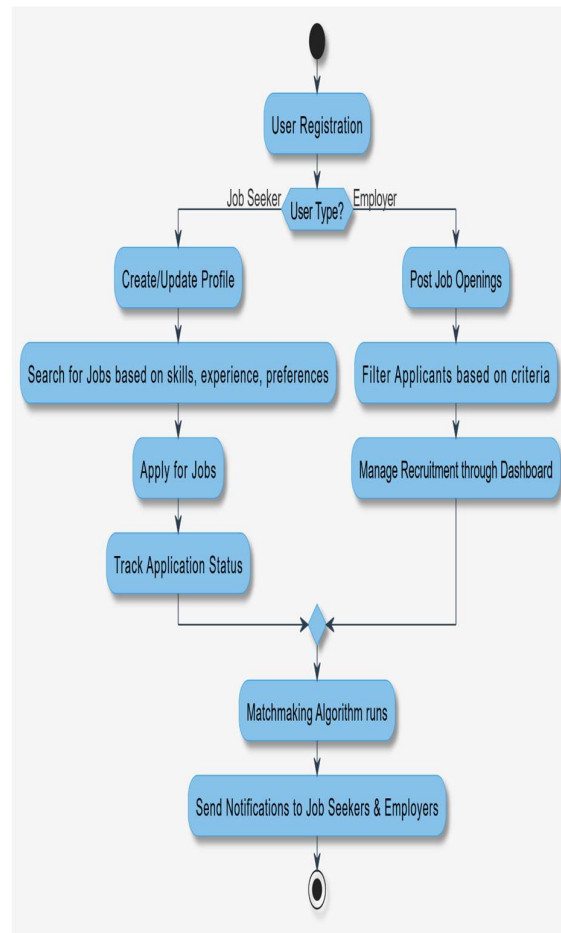 User Registration
Job Seeker
User Type?
Employer
Create/Update Profile
Post Job Openings
Search for Jobs based on skills, experience, preferences
Filter Applicants based on criteria
Apply for Jobs
Manage Recruitment through Dashboard
Track Application Status
Matchmaking Algorithm runs
Send Notifications to Job Seekers & Employers